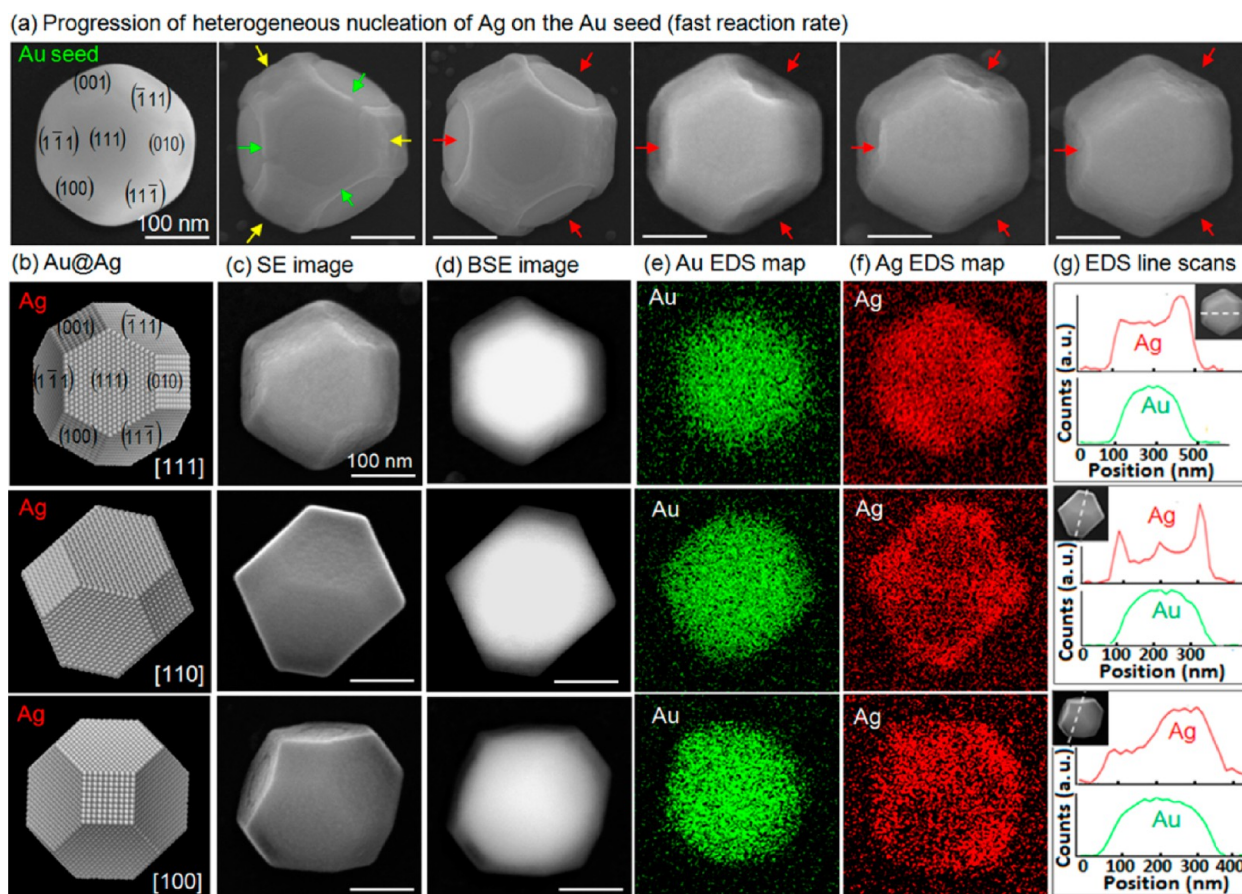 (a) Progression of heterogeneous nucleation of Ag on the Au seed (fast reaction rate)
Au seed
(001)
(1̅11)
(11̅1) (111) (010)
(100) (111̅)
100 nm
(b) Au@Ag (c) SE image (d) BSE image (e) Au EDS map (f) Ag EDS map (g) EDS line scans
Ag
(001) (1̅11)
(11̅1) (111) (010)
(100) (111̅)
[111]
100 nm
Au
Ag
Counts (a. u.)
Ag
Au
0 100 300 500
Position (nm)
Ag
[110]
Au
Ag
Counts (a. u.)
Ag
Au
0 100 200 300
Position (nm)
Ag
[100]
Au
Ag
Counts (a. u.)
Ag
Au
0 100 200 300 400
Position (nm)